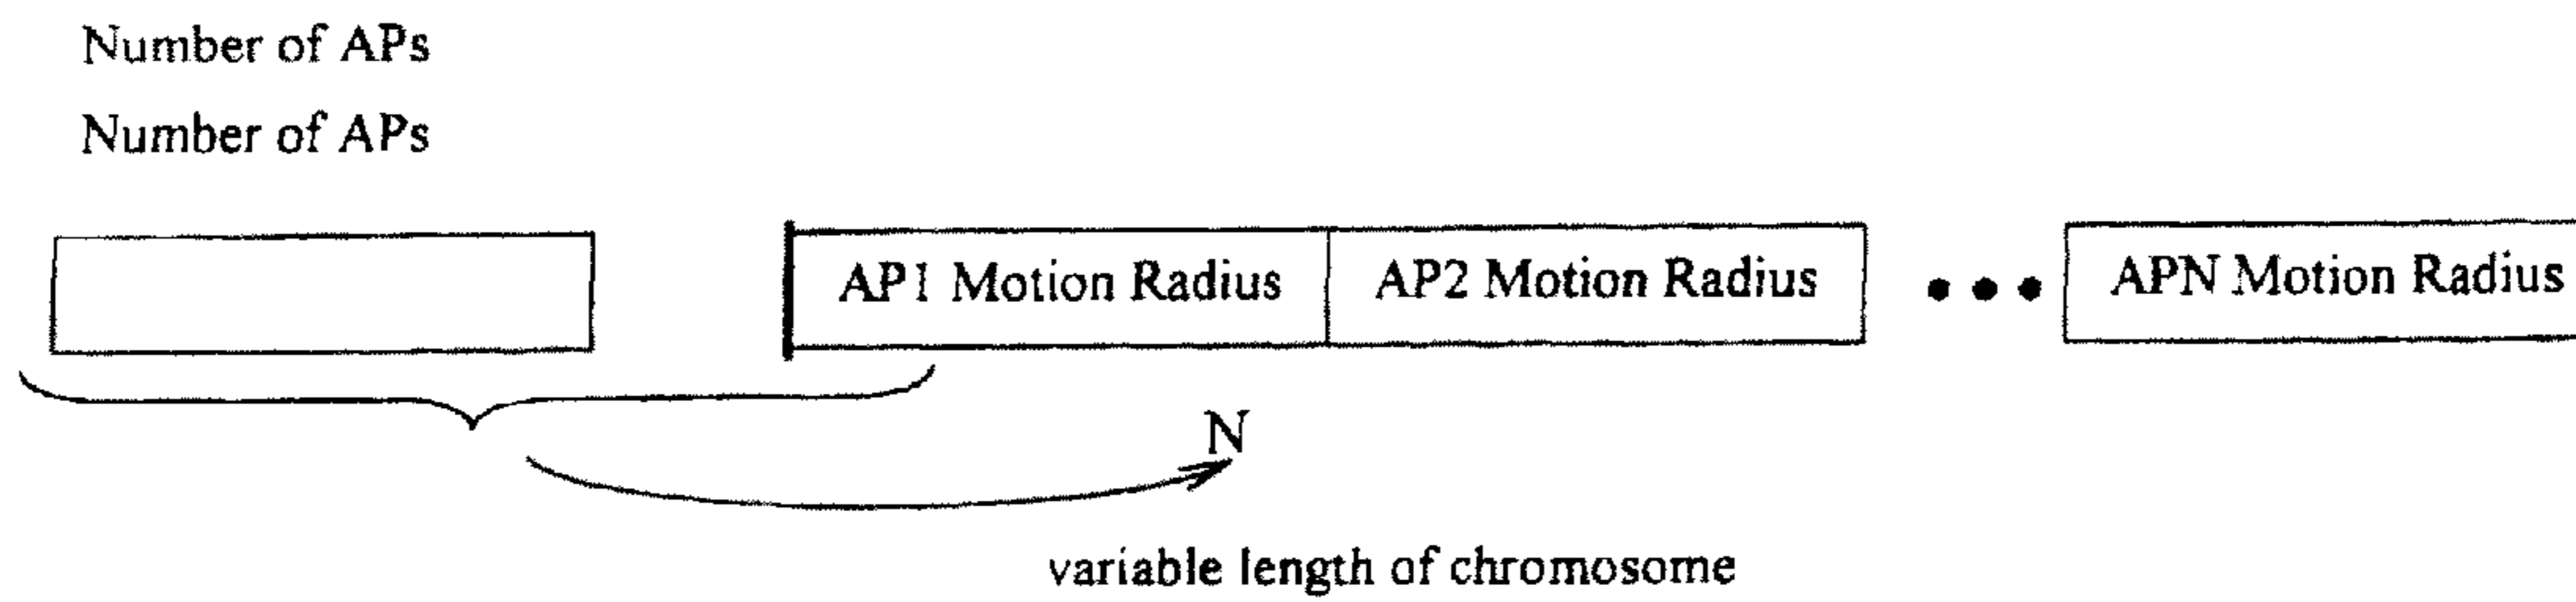 Number of APs
Number of APs
AP1 Motion Radius AP2 Motion Radius ••• APN Motion Radius
N
variable length of chromosome